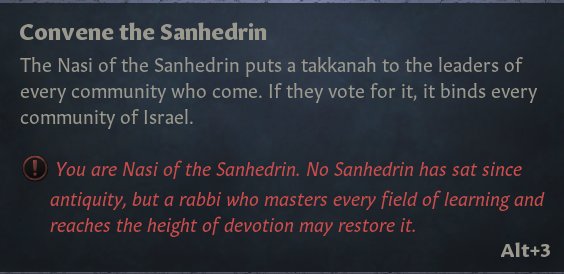 Convene the Sanhedrin
The Nasi of the Sanhedrin puts a takkanah to the leaders of
every community who come. If they vote for it, it binds every
community of Israel.
You are Nasi of the Sanhedrin. No Sanhedrin has sat since
antiquity, but a rabbi who masters every field of learning and
reaches the height of devotion may restore it.
Alt+3